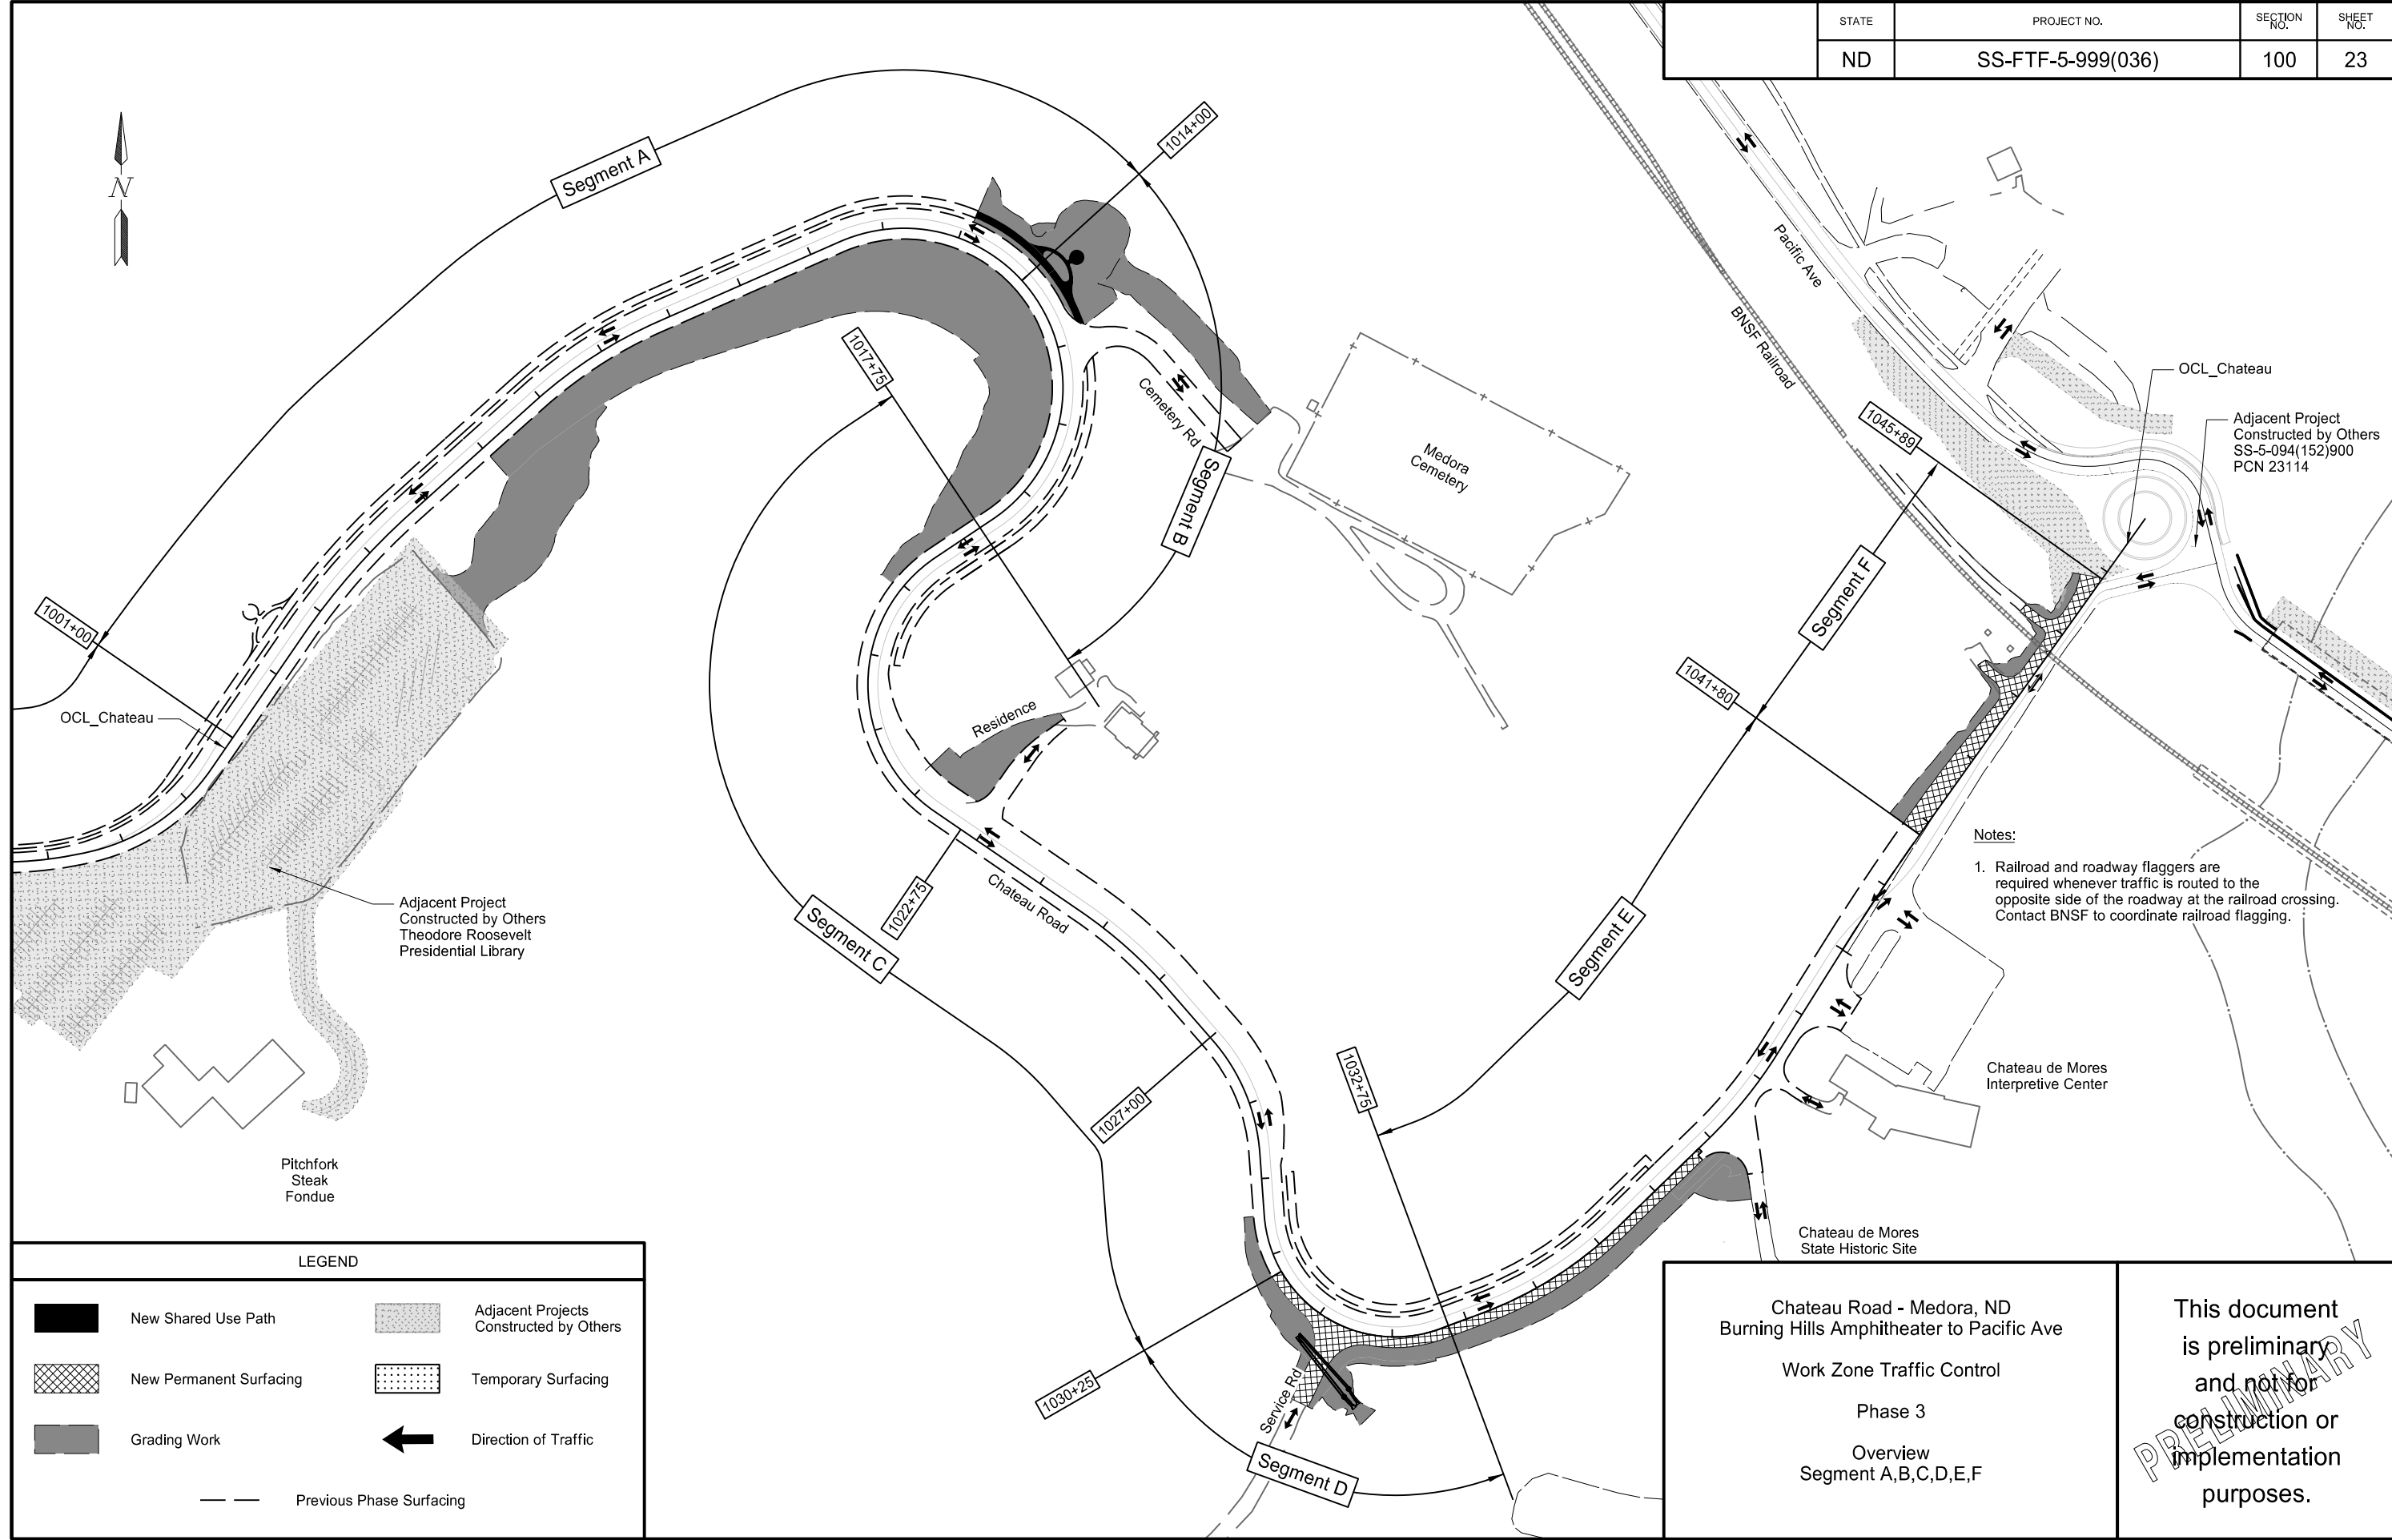 STATE
PROJECT NO.
SECTION
NO.
SHEET
NO.
ND
SS-FTF-5-999(036)
100
23
N
Segment A
1014+00
Pacific Ave
BNSF Railroad
1017+75
Cemetery Rd
Segment B
Medora
Cemetery
OCL_Chateau
1045+89
Adjacent Project
Constructed by Others
SS-5-094(152)900
PCN 23114
Segment F
1001+00
OCL_Chateau
1041+80
Residence
Notes:
1. Railroad and roadway flaggers are
required whenever traffic is routed to the
opposite side of the roadway at the railroad crossing.
Contact BNSF to coordinate railroad flagging.
Adjacent Project
Constructed by Others
Theodore Roosevelt
Presidential Library
1022+75
Chateau Road
Segment C
Segment E
1027+00
1032+75
Chateau de Mores
Interpretive Center
Pitchfork
Steak
Fondue
Chateau de Mores
State Historic Site
1030+25
Service Rd
Segment D
LEGEND
New Shared Use Path
Adjacent Projects
Constructed by Others
New Permanent Surfacing
Temporary Surfacing
Grading Work
Direction of Traffic
Previous Phase Surfacing
Chateau Road - Medora, ND
Burning Hills Amphitheater to Pacific Ave
Work Zone Traffic Control
Phase 3
Overview
Segment A,B,C,D,E,F
This document
is preliminary
and not for
construction or
implementation
purposes.
PRELIMINARY